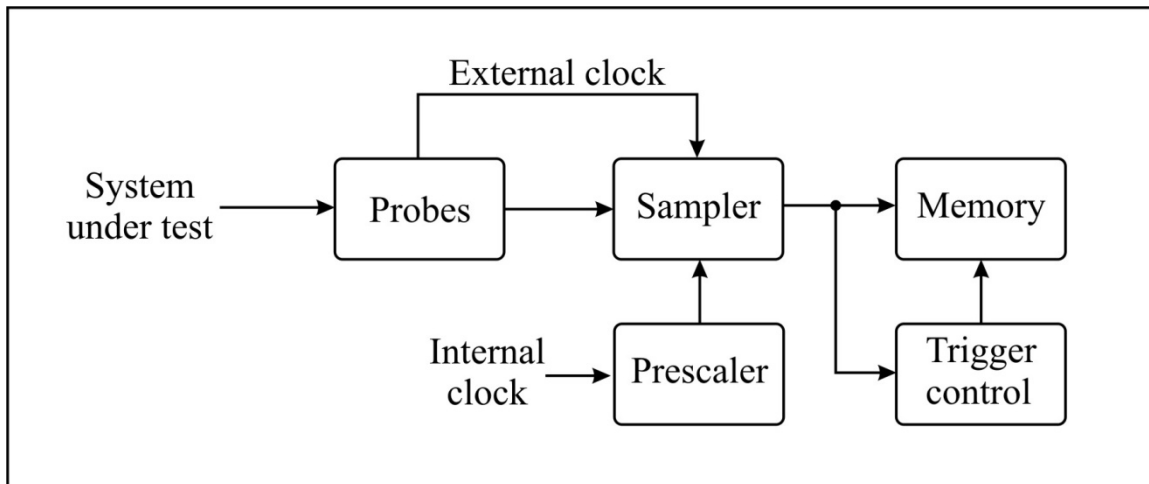 External clock
System
under test
Probes
Sampler
Memory
Internal
clock
Prescaler
Trigger
control